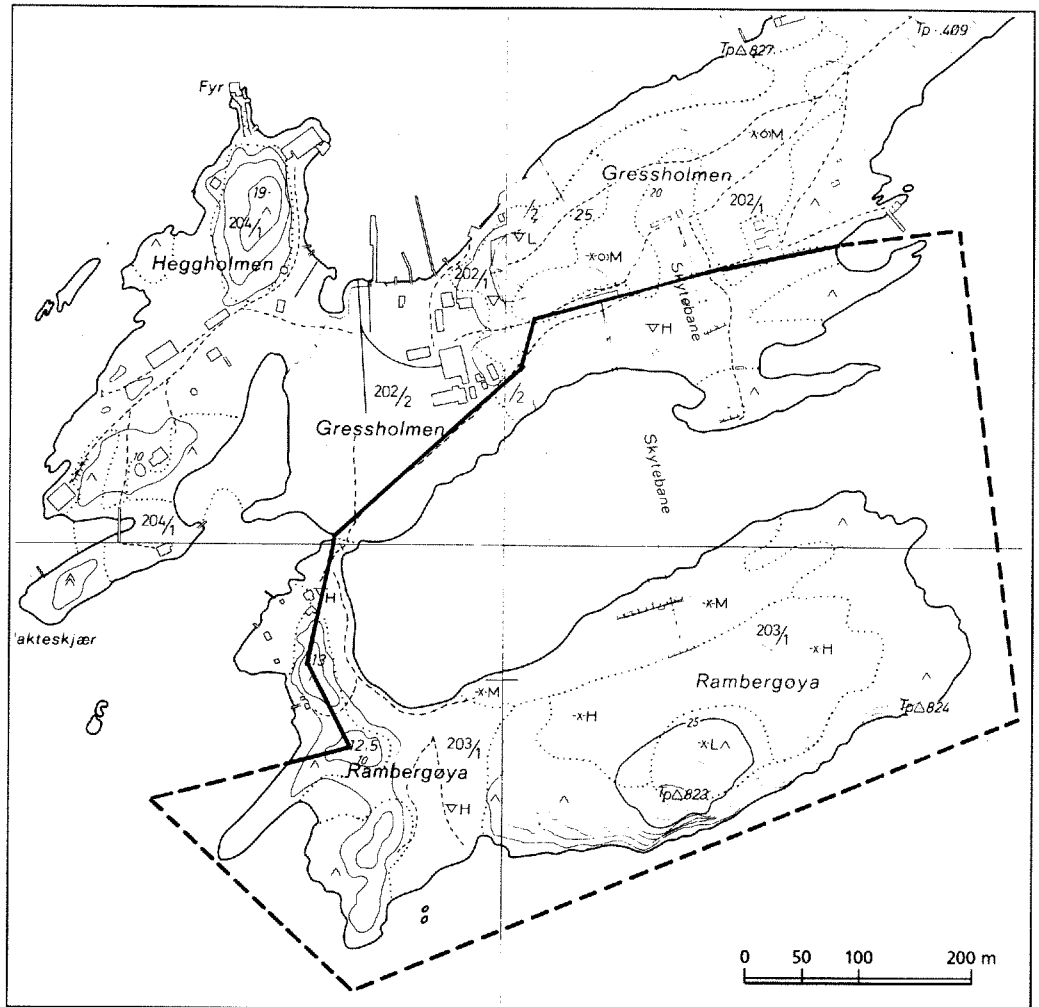 Tp△827
Tp .409
Fyr
x·o›M
Gressholmen
20
202/1
19·
204/1
/2
25
▽L
Heggholmen
x·o›M
202/1
Skytebane
▽H
202/2
/2
Gressholmen
10
Skytebane
204/1
H
'akteskjær
·x·M
203/1
13
·x·H
Rambergøya
·x·M
Tp△824
·x·H
25
12,5
10
203/1
·x·L
Rambergøya
Tp△823
▽H
0 50 100 200 m